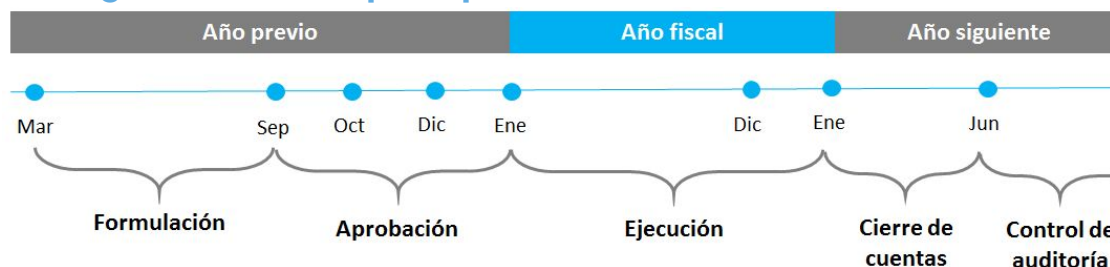 Año previo
Año fiscal
Año siguiente
Mar
Sep
Oct
Dic
Ene
Dic
Ene
Jun
Formulación
Aprobación
Ejecución
Cierre de
cuentas
Control de
auditoría